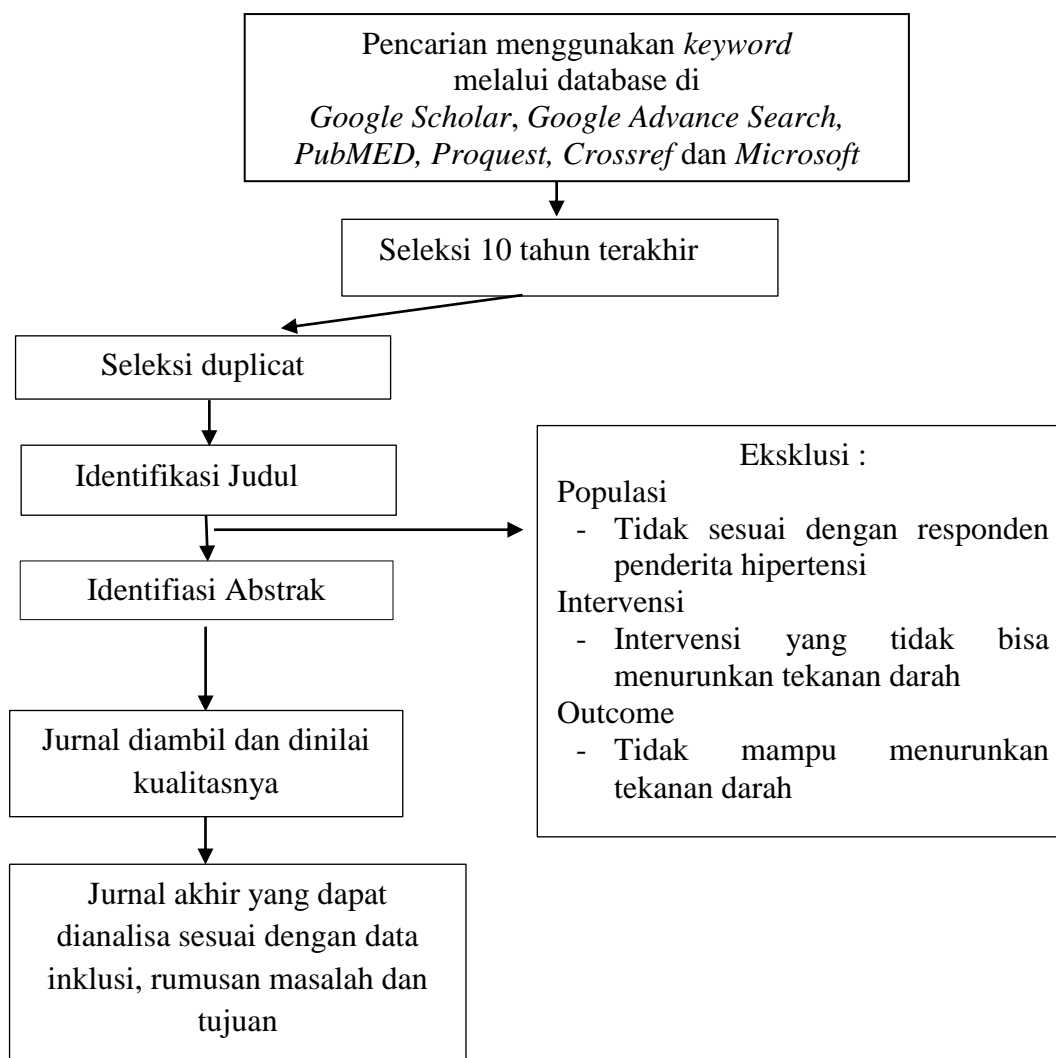 Pencarian menggunakan keyword
melalui database di
Google Scholar, Google Advance Search,
PubMED, Proquest, Crossref dan Microsoft
Seleksi 10 tahun terakhir
Seleksi duplicat
Identifikasi Judul
Eksklusi :
Populasi
- Tidak sesuai dengan responden
penderita hipertensi
Intervensi
- Intervensi yang tidak bisa
menurunkan tekanan darah
Outcome
- Tidak mampu menurunkan
tekanan darah
Identifiasi Abstrak
Jurnal diambil dan dinilai
kualitasnya
Jurnal akhir yang dapat
dianalisa sesuai dengan data
inklusi, rumusan masalah dan
tujuan